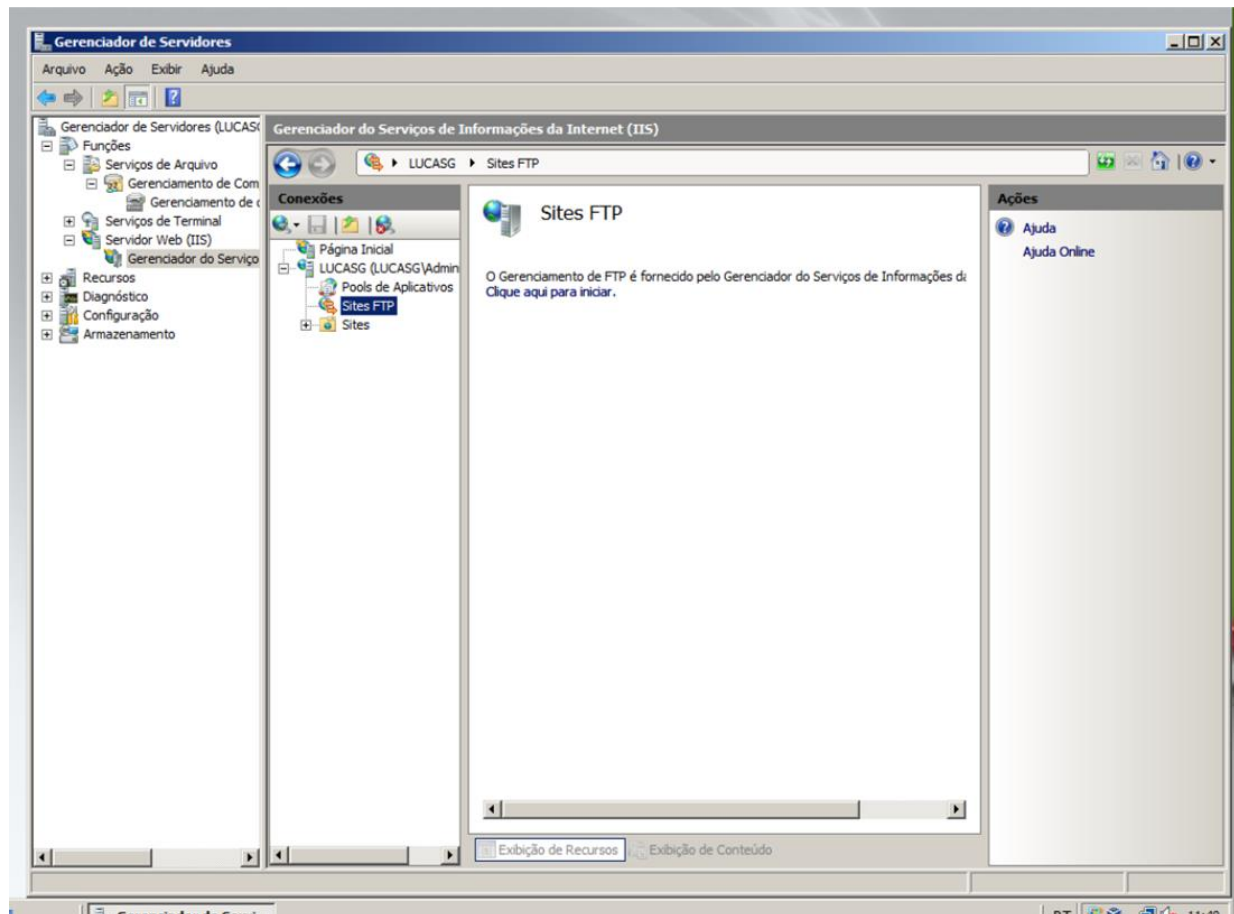 Gerenciador de Servidores
Arquivo Ação Exibir Ajuda
Gerenciador de Servidores (LUCASG
Funções
Serviços de Arquivo
Gerenciamento de Com
Gerenciamento de
Serviços de Terminal
Servidor Web (IIS)
Gerenciador do Serviço
Recursos
Diagnóstico
Configuração
Armazenamento
Gerenciador do Serviços de Informações da Internet (IIS)
LUCASG Sites FTP
Conexões
Página Inicial
LUCASG (LUCASG\Admin
Pools de Aplicativos
Sites FTP
Sites
Sites FTP
O Gerenciamento de FTP é fornecido pelo Gerenciador do Serviços de Informações da
Clique aqui para iniciar.
Exibição de Recursos
Exibição de Conteúdo
Ações
Ajuda
Ajuda Online
PT